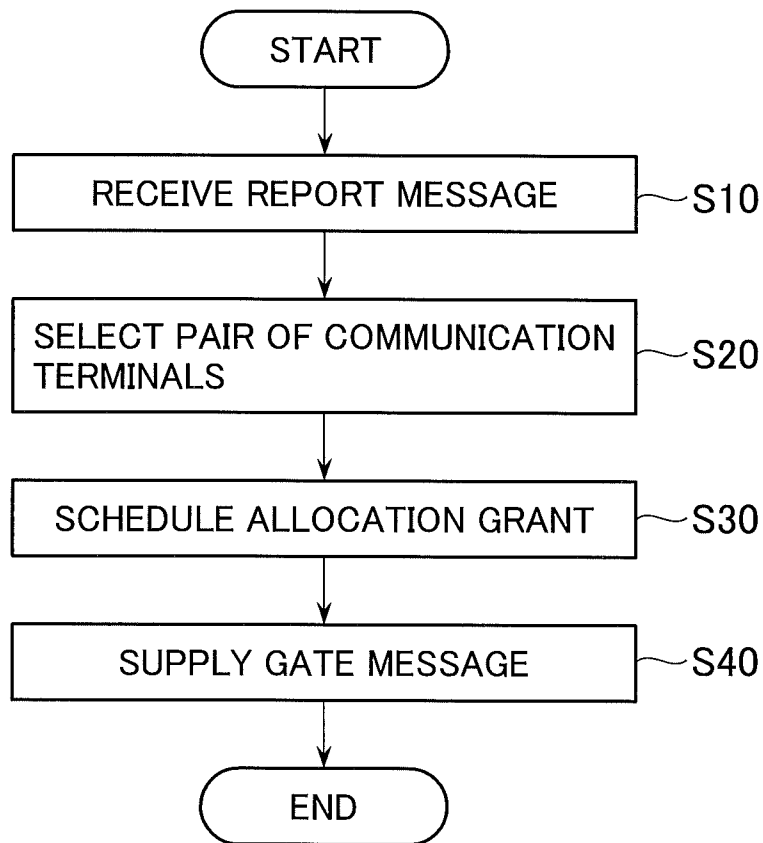 START
RECEIVE REPORT MESSAGE
S10
SELECT PAIR OF COMMUNICATION
TERMINALS
S20
SCHEDULE ALLOCATION GRANT
S30
SUPPLY GATE MESSAGE
S40
END